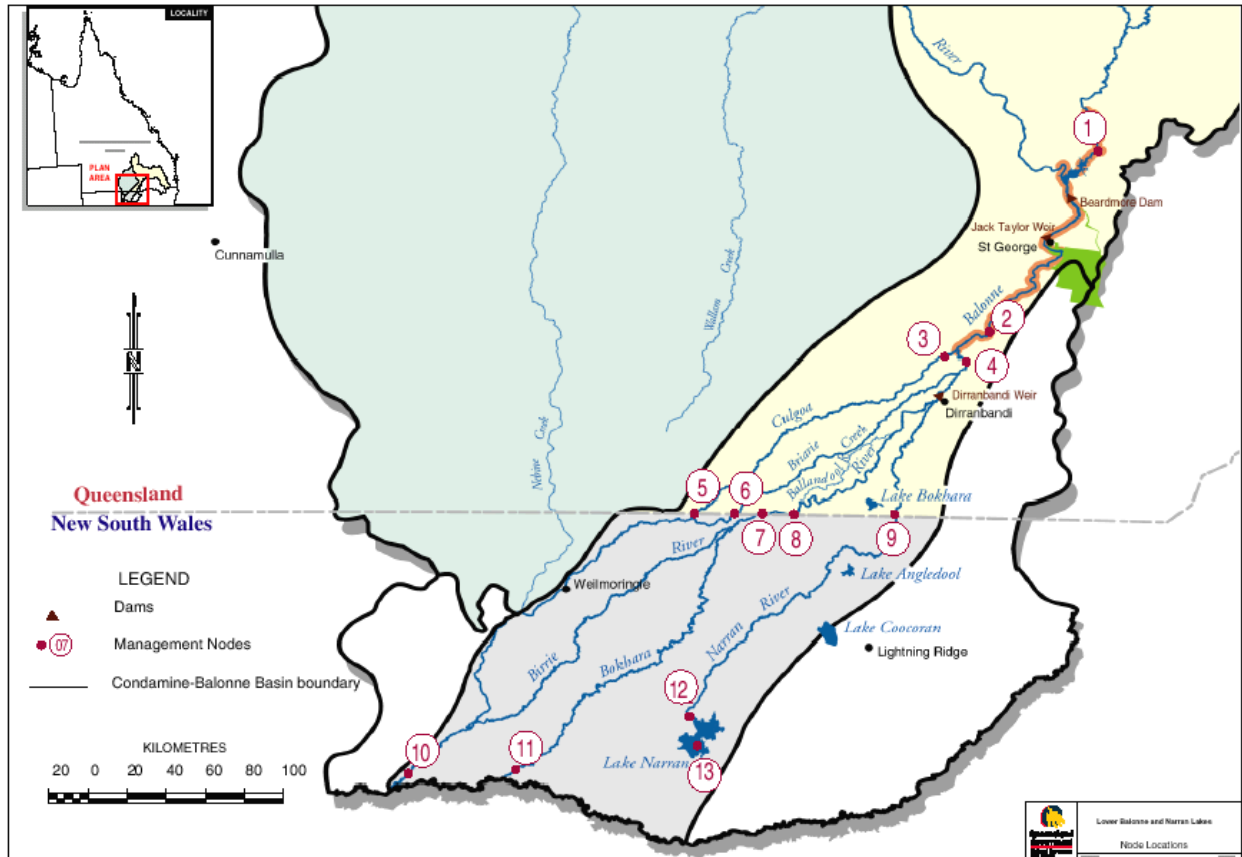 LOCALITY
PLAN
AREA
River
1
Beardmore Dam
Jack Taylor Weir
St George
Cunnamulla
Wallam
Creek
Balonne
2
3
4
Dirranbandi Weir
Dirranbandi
Culgoa
Briarie
Creek
Ballandool
River
Nebine
Creek
5
6
7
8
9
Lake Bokhara
Queensland
New South Wales
River
Weilmoringle
Lake Angledool
Narran
River
Lake Coocoran
Lightning Ridge
Birrie
Bokhara
12
Lake Narran
13
10
11
LEGEND
Dams
07
Management Nodes
Condamine-Balonne Basin boundary
KILOMETRES
20 0 20 40 60 80 100
Lower Balonne and Narran Lakes
Node Locations
Queensland